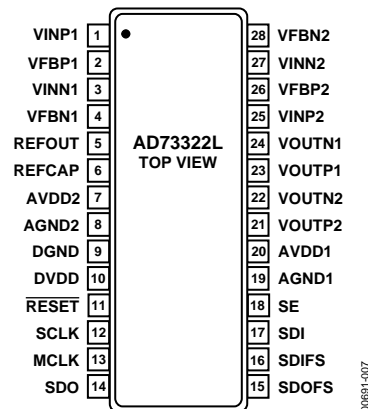 VINP1 1 28 VFBN2
VFBP1 2 27 VINN2
VINN1 3 26 VFBP2
VFBN1 4 25 VINP2
REFOUT 5 AD73322L 24 VOUTN1
REFCAP 6 TOP VIEW 23 VOUTP1
AVDD2 7 22 VOUTN2
AGND2 8 21 VOUTP2
DGND 9 20 AVDD1
DVDD 10 19 AGND1
RESET 11 18 SE
SCLK 12 17 SDI
MCLK 13 16 SDIFS
SDO 14 15 SDOFS
00691-007